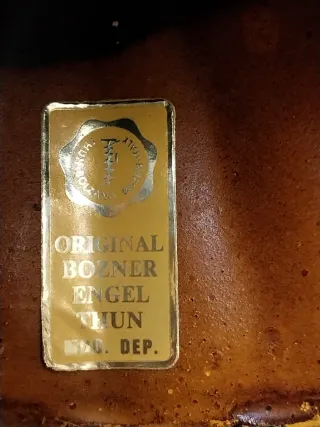 ORIGINAL
BOZNER
ENGEL
THUN
MOD. DEP.